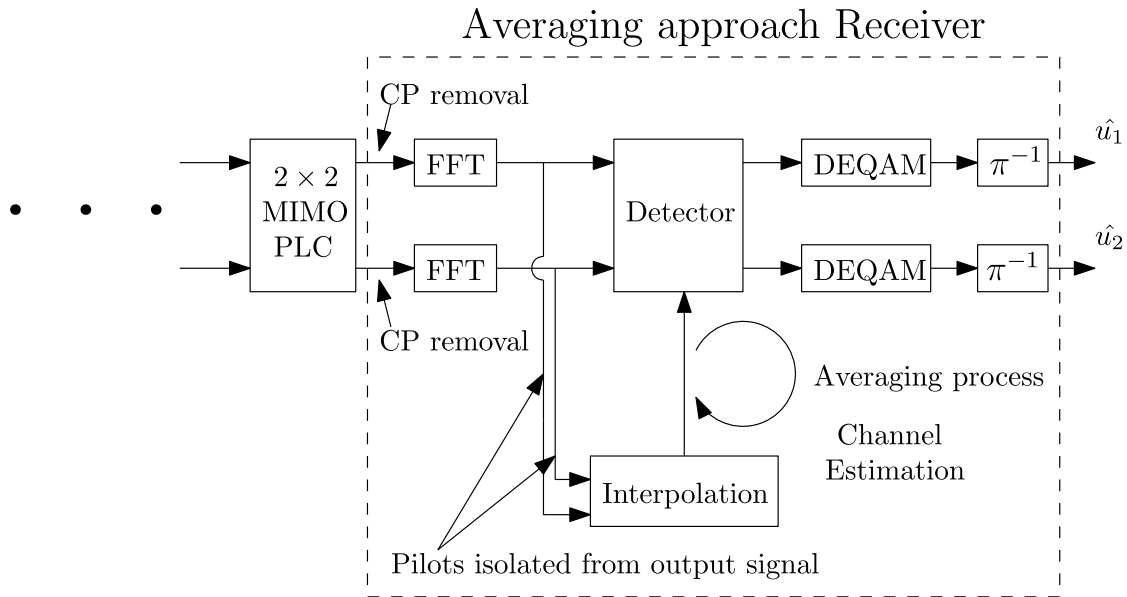 Averaging approach Receiver
CP removal
2 × 2
MIMO
PLC
FFT
Detector
DEQAM
π⁻¹
û₁
FFT
DEQAM
π⁻¹
û₂
CP removal
Averaging process
Channel
Estimation
Interpolation
Pilots isolated from output signal